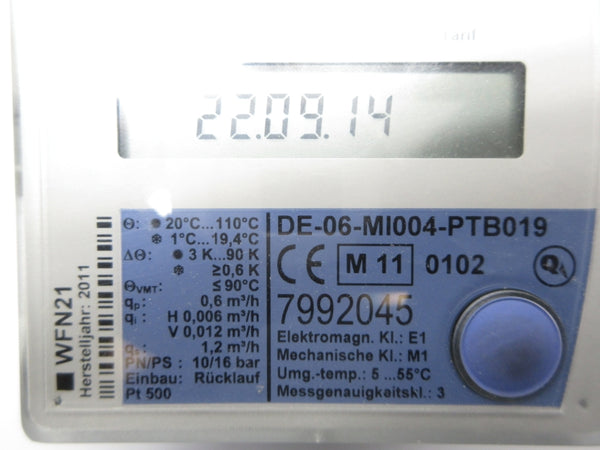 Tarif
22.09.14
Θ: ✹ 20°C...110°C
❄ 1°C...19,4°C
ΔΘ: ✹ 3 K...90 K
❄ ≥0,6 K
ΘVMT: ≤90°C
qp: 0,6 m³/h
qi: H 0,006 m³/h
V 0,012 m³/h
qs: 1,2 m³/h
PN/PS: 10/16 bar
Einbau: Rücklauf
Pt 500
DE-06-MI004-PTB019
CE M 11 0102
7992045
Elektromagn. Kl.: E1
Mechanische Kl.: M1
Umg.-temp.: 5 ...55°C
Messgenauigkeitskl.: 3
WFN21
Herstelljahr: 2011